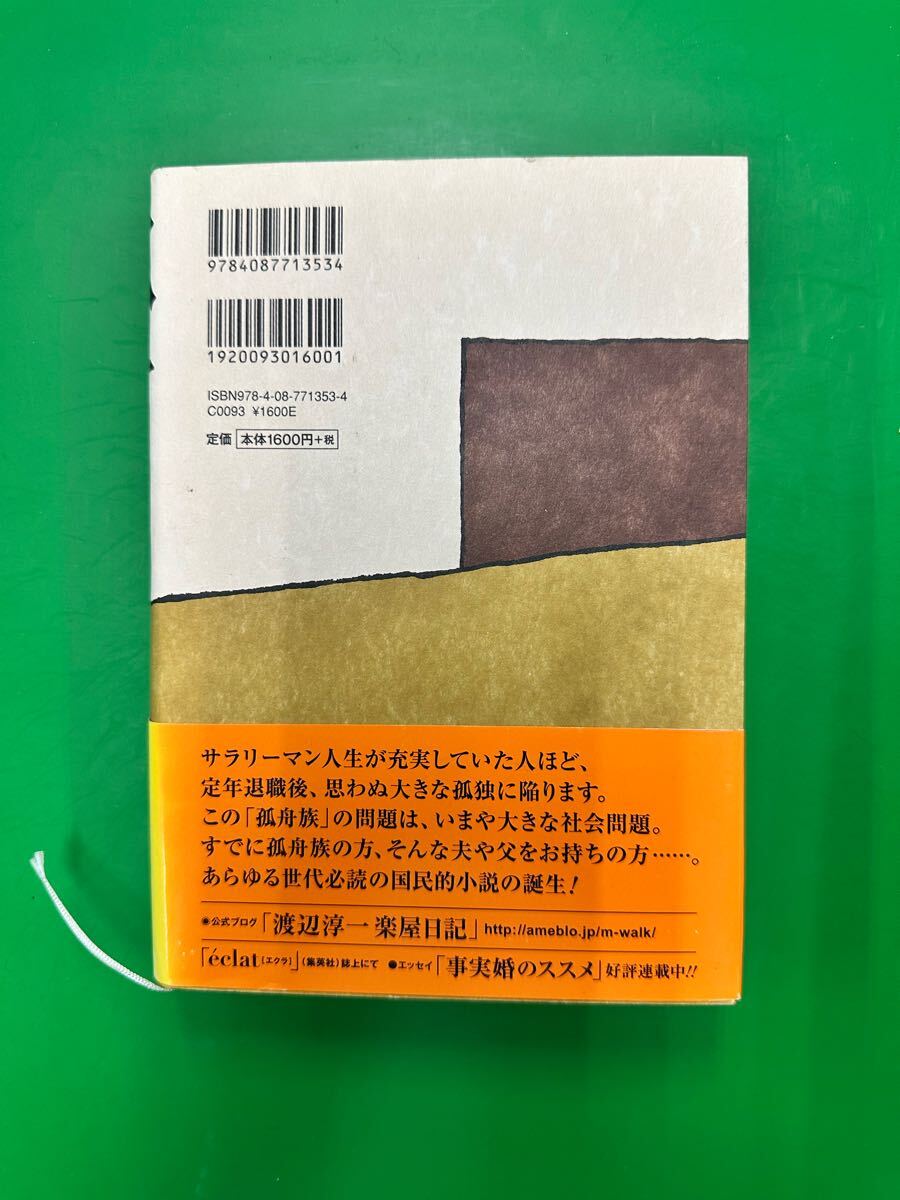 9784087713534
1920093016001
ISBN978-4-08-771353-4
C0093 ¥1600E
定価 本体1600円+税
サラリーマン人生が充実していた人ほど、
定年退職後、思わぬ大きな孤独に陥ります。
この「孤舟族」の問題は、いまや大きな社会問題。
すでに孤舟族の方、そんな夫や父をお持ちの方……。
あらゆる世代必読の国民的小説の誕生!
●公式ブログ「渡辺淳一 楽屋日記」 http://ameblo.jp/m-walk/
「éclat[エクラ]」(集英社)誌上にて ●エッセイ「事実婚のススメ」好評連載中!!